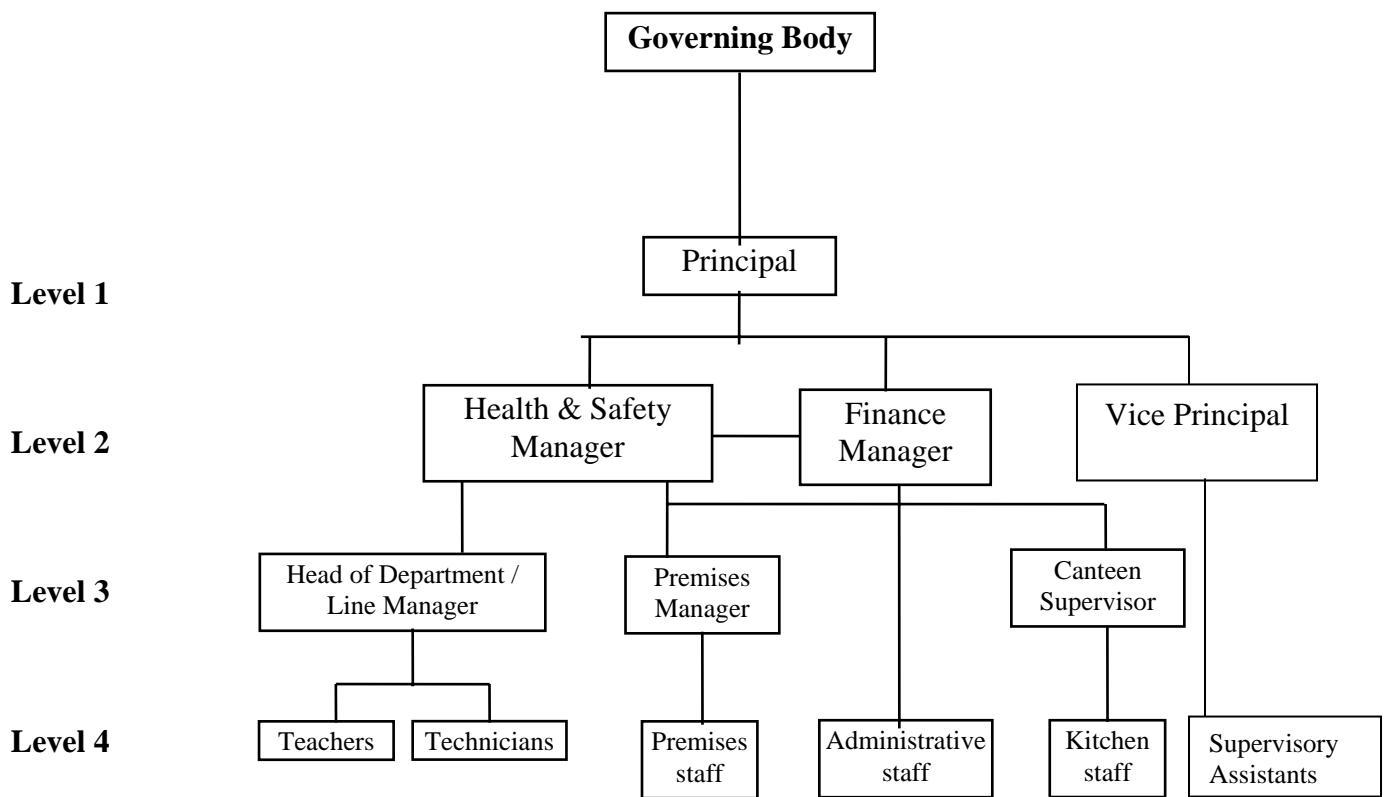 Governing Body
Principal
Level 1
Health & Safety
Manager
Finance
Manager
Vice Principal
Level 2
Head of Department /
Line Manager
Premises
Manager
Canteen
Supervisor
Level 3
Teachers
Technicians
Premises
staff
Administrative
staff
Kitchen
staff
Supervisory
Assistants
Level 4